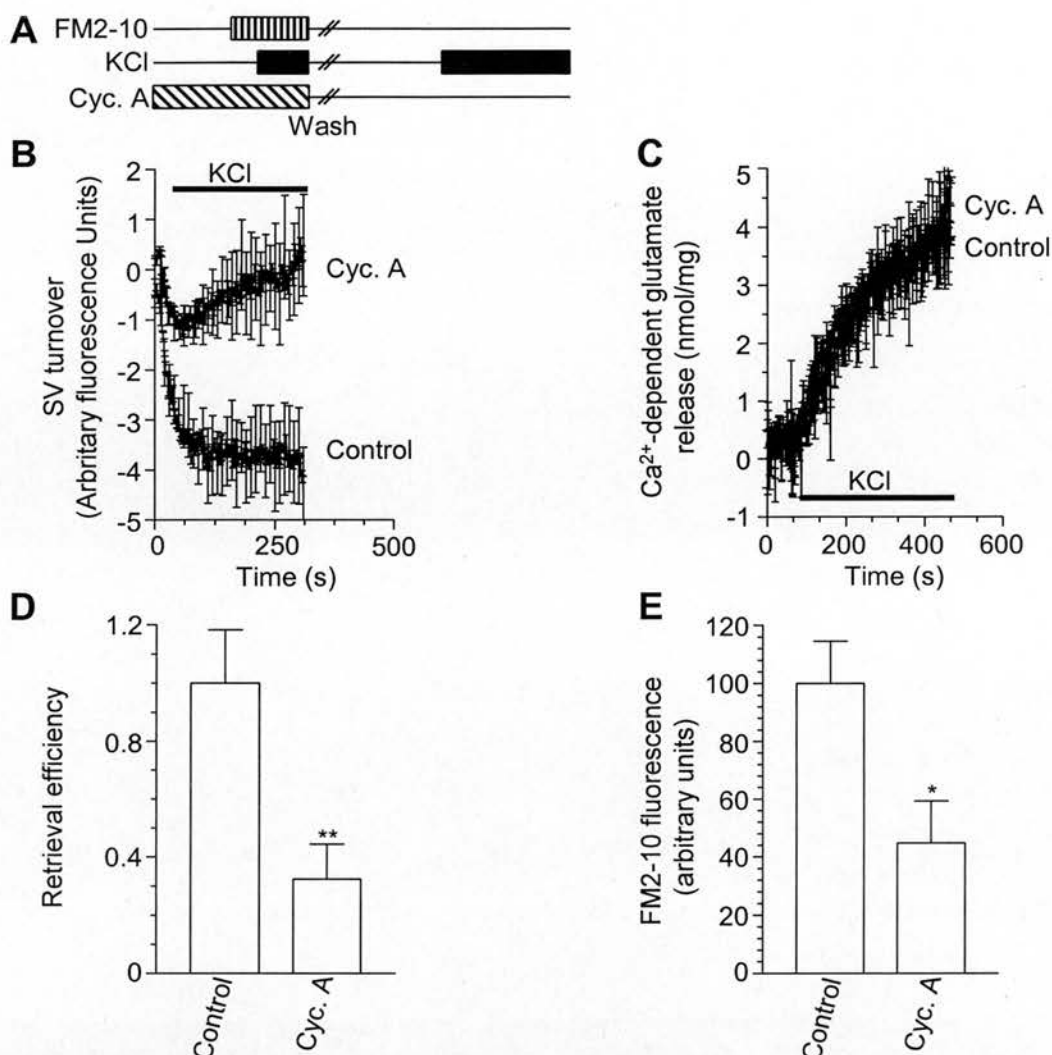 A
FM2-10
KCl
Cyc. A
Wash
B
KCl
2
1
0
-1
-2
-3
-4
-5
SV turnover
(Arbritary fluorescence Units)
Cyc. A
Control
0
250
500
Time (s)
C
5
4
3
2
1
0
-1
Ca2+-dependent glutamate
release (nmol/mg)
Cyc. A
Control
KCl
0
200
400
600
Time (s)
D
1.2
0.8
0.4
0
Retrieval efficiency
**
Control
Cyc. A
E
120
100
80
60
40
20
0
FM2-10 fluorescence
(arbitrary units)
*
Control
Cyc. A